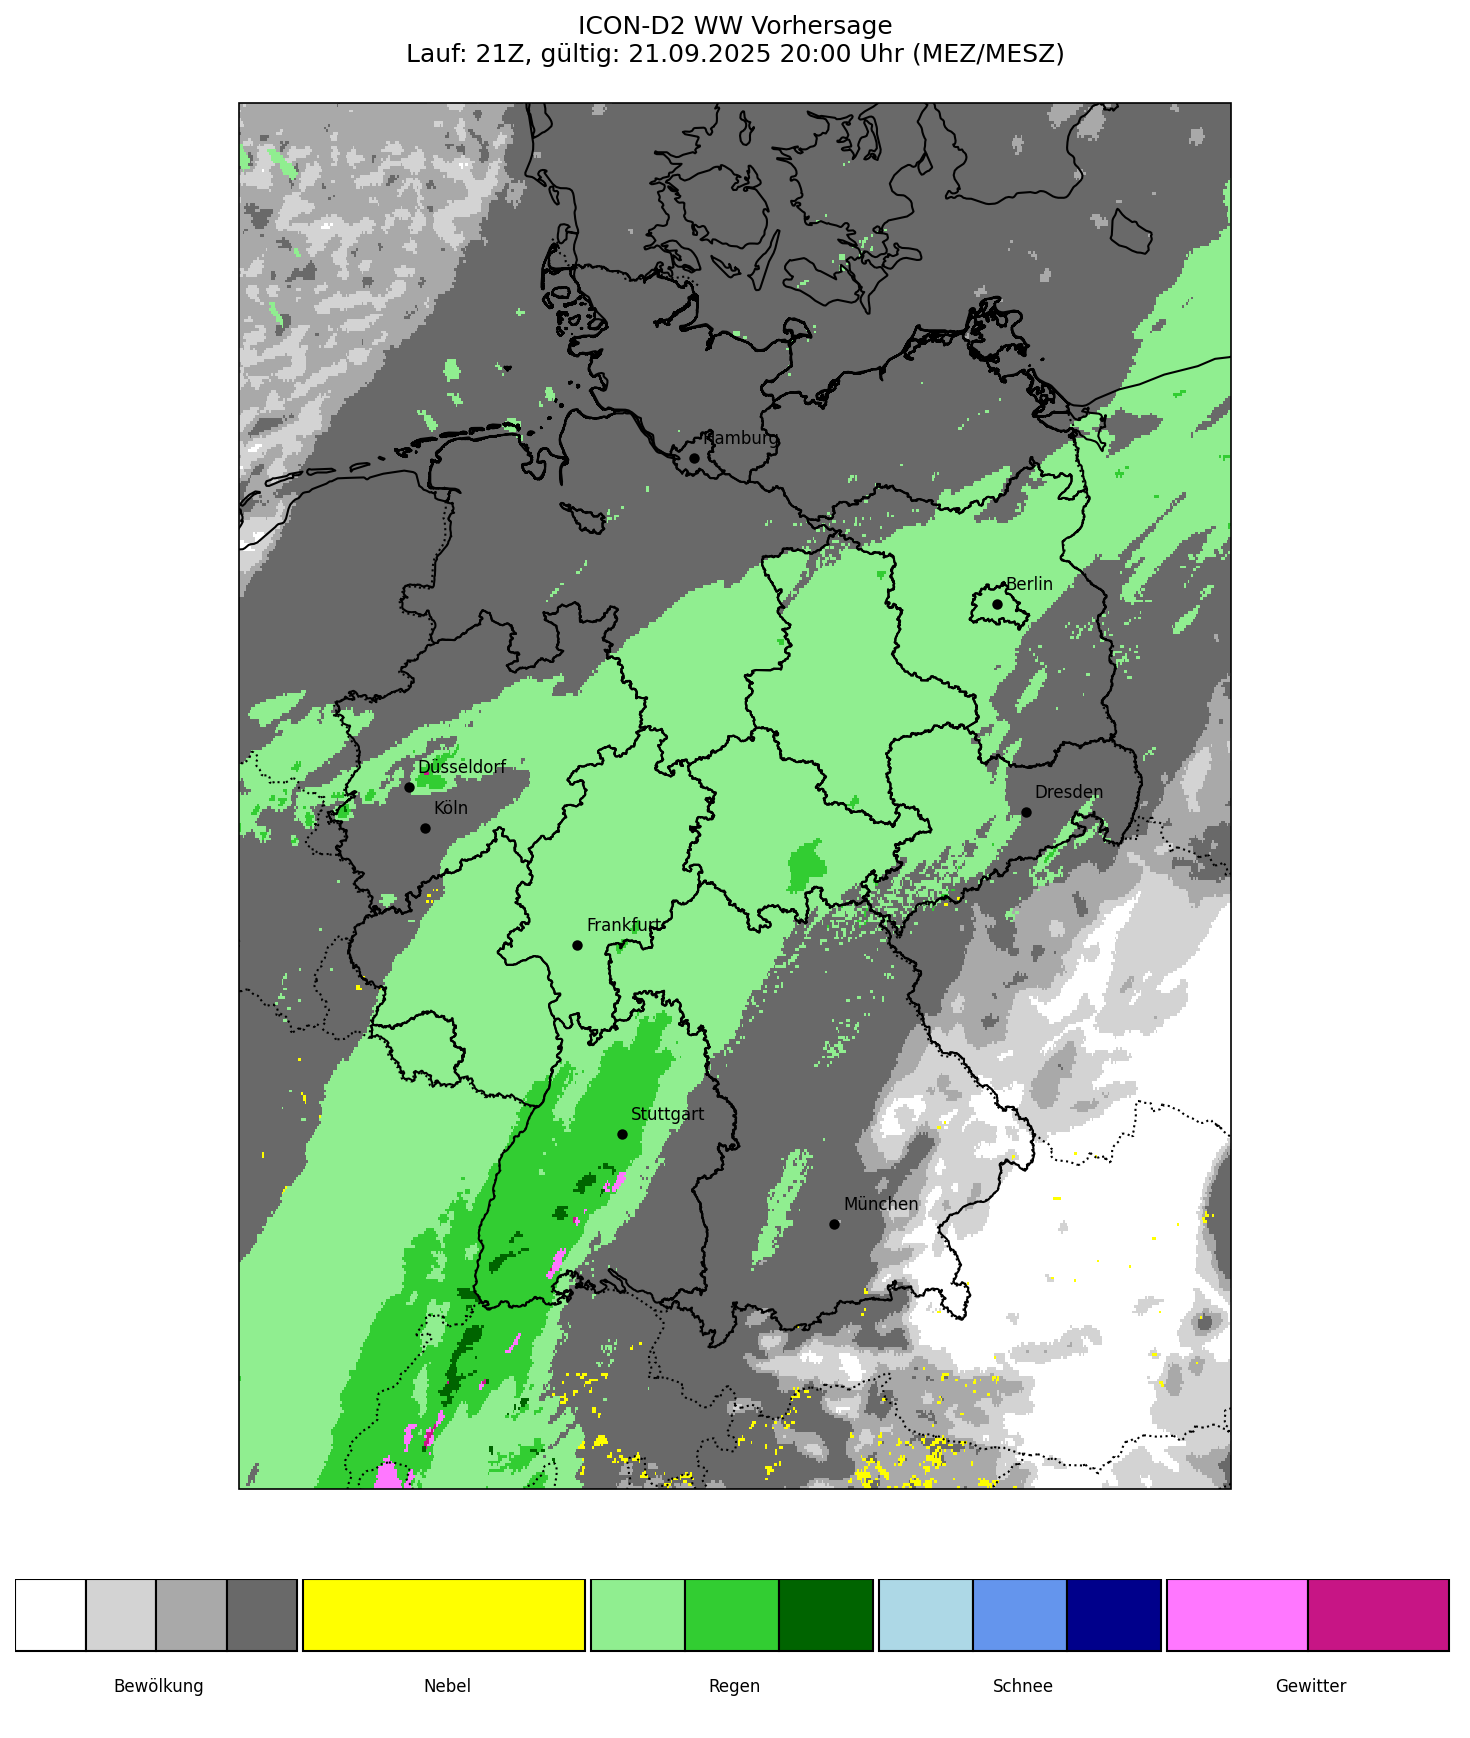 ICON-D2 WW Vorhersage
Lauf: 21Z, gültig: 21.09.2025 20:00 Uhr (MEZ/MESZ)
Hamburg
Berlin
Düsseldorf
Dresden
Köln
Frankfurt
Stuttgart
München
Bewölkung
Nebel
Regen
Schnee
Gewitter